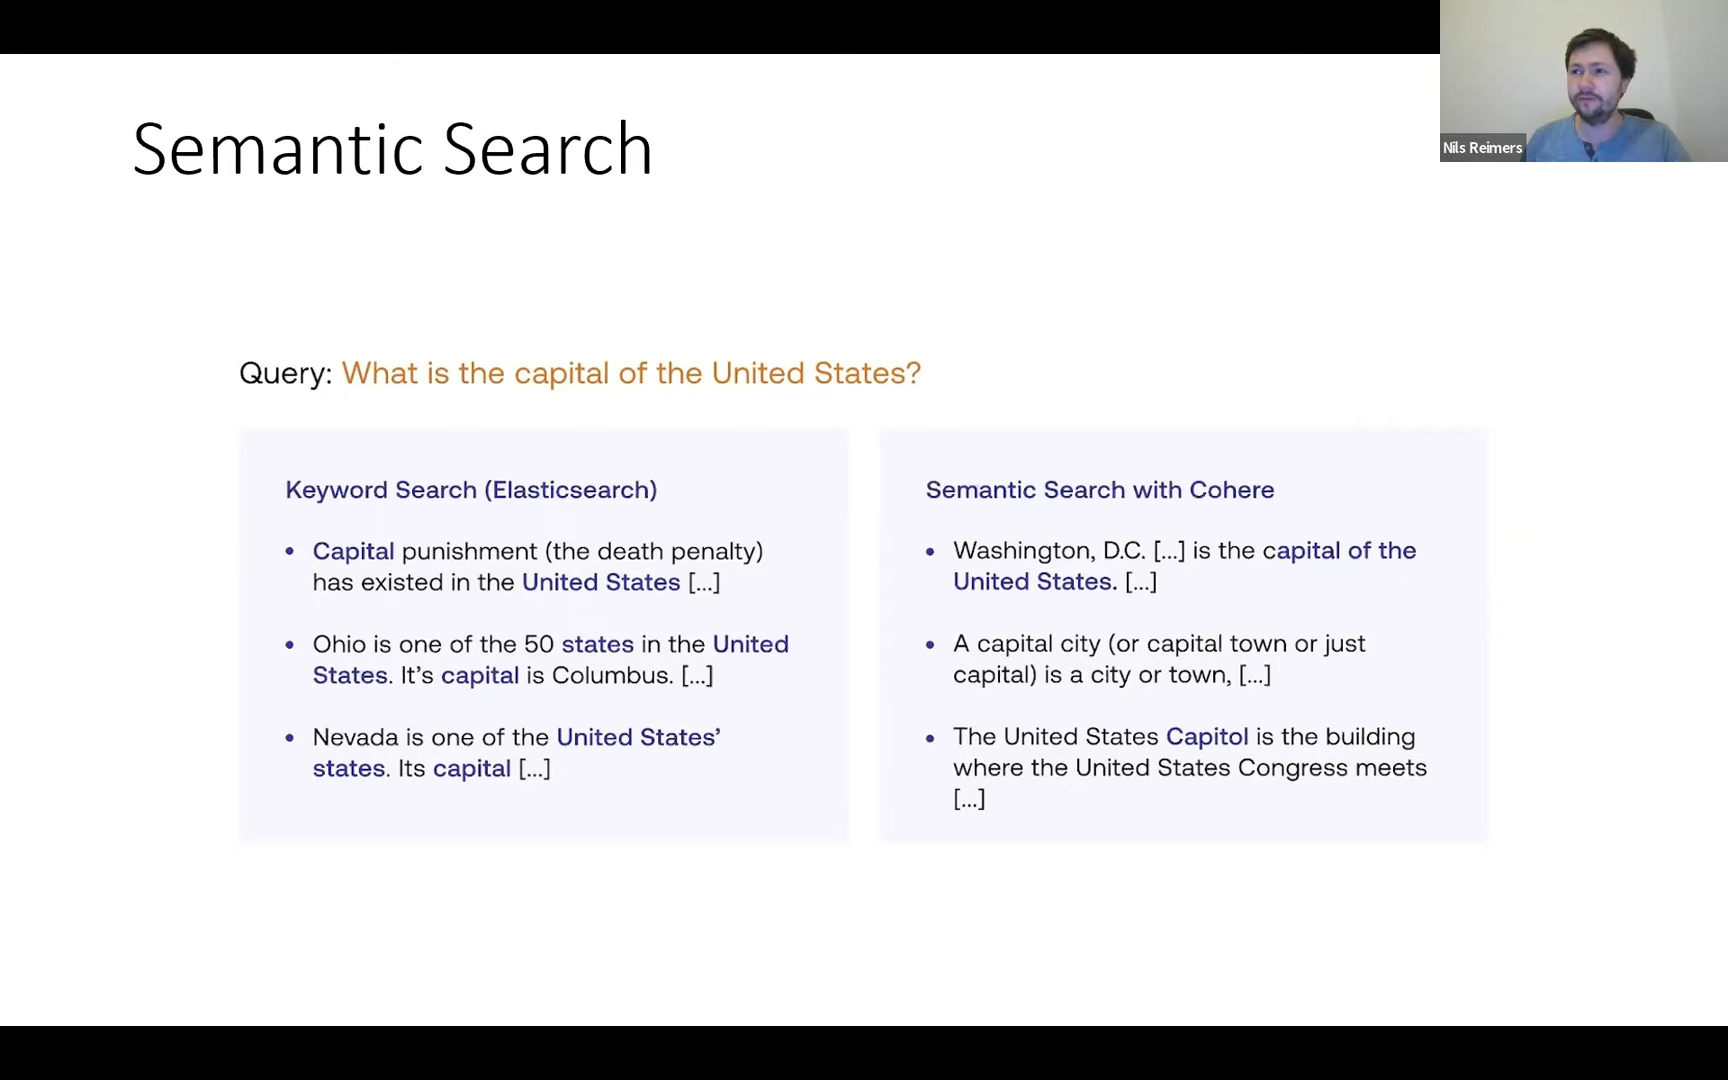 Semantic Search
Nils Reimers
Query: What is the capital of the United States?
Keyword Search (Elasticsearch)
• Capital punishment (the death penalty)
has existed in the United States [...]
• Ohio is one of the 50 states in the United
States. It's capital is Columbus. [...]
• Nevada is one of the United States’
states. Its capital [...]
Semantic Search with Cohere
• Washington, D.C. [...] is the capital of the
United States. [...]
• A capital city (or capital town or just
capital) is a city or town, [...]
• The United States Capitol is the building
where the United States Congress meets
[...]